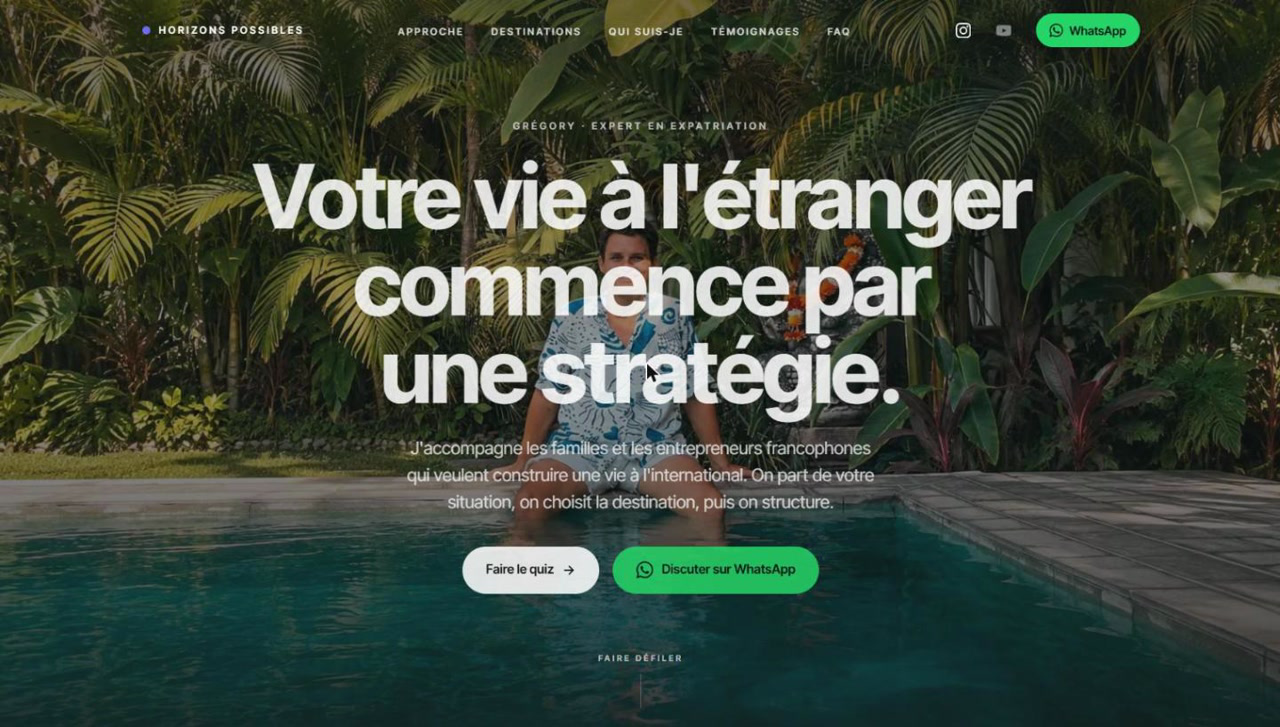 HORIZONS POSSIBLES
APPROCHE
DESTINATIONS
QUI SUIS-JE
TÉMOIGNAGES
FAQ
WhatsApp
GRÉGORY · EXPERT EN EXPATRIATION
Votre vie à l'étranger
commence par
une stratégie.
J'accompagne les familles et les entrepreneurs francophones
qui veulent construire une vie à l'international. On part de votre
situation, on choisit la destination, puis on structure.
Faire le quiz →
Discuter sur WhatsApp
FAIRE DÉFILER